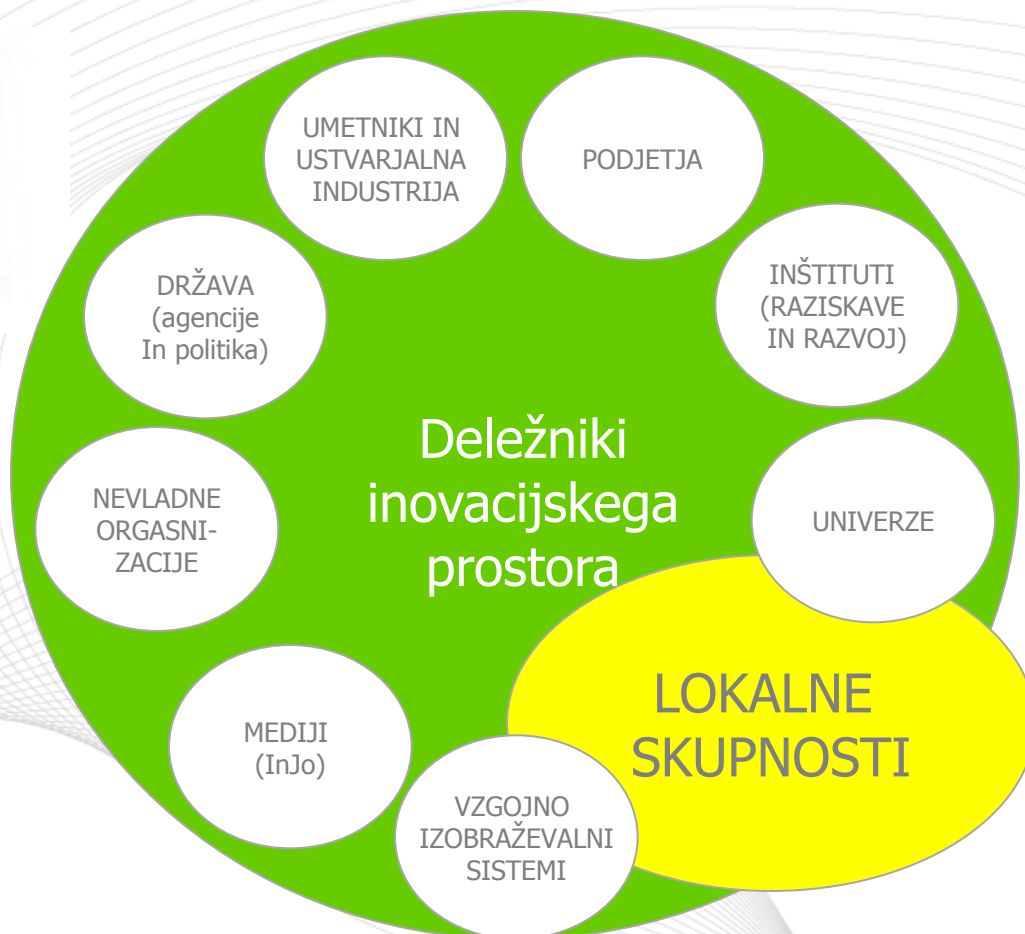 UMETNIKI IN
USTVARJALNA
INDUSTRIJA
PODJETJA
DRŽAVA
(agencije
In politika)
INŠTITUTI
(RAZISKAVE
IN RAZVOJ)
Deležniki
inovacijskega
prostora
NEVLADNE
ORGASNI-
ZACIJE
UNIVERZE
LOKALNE
SKUPNOSTI
MEDIJI
(InJo)
VZGOJNO
IZOBRAŽEVALNI
SISTEMI